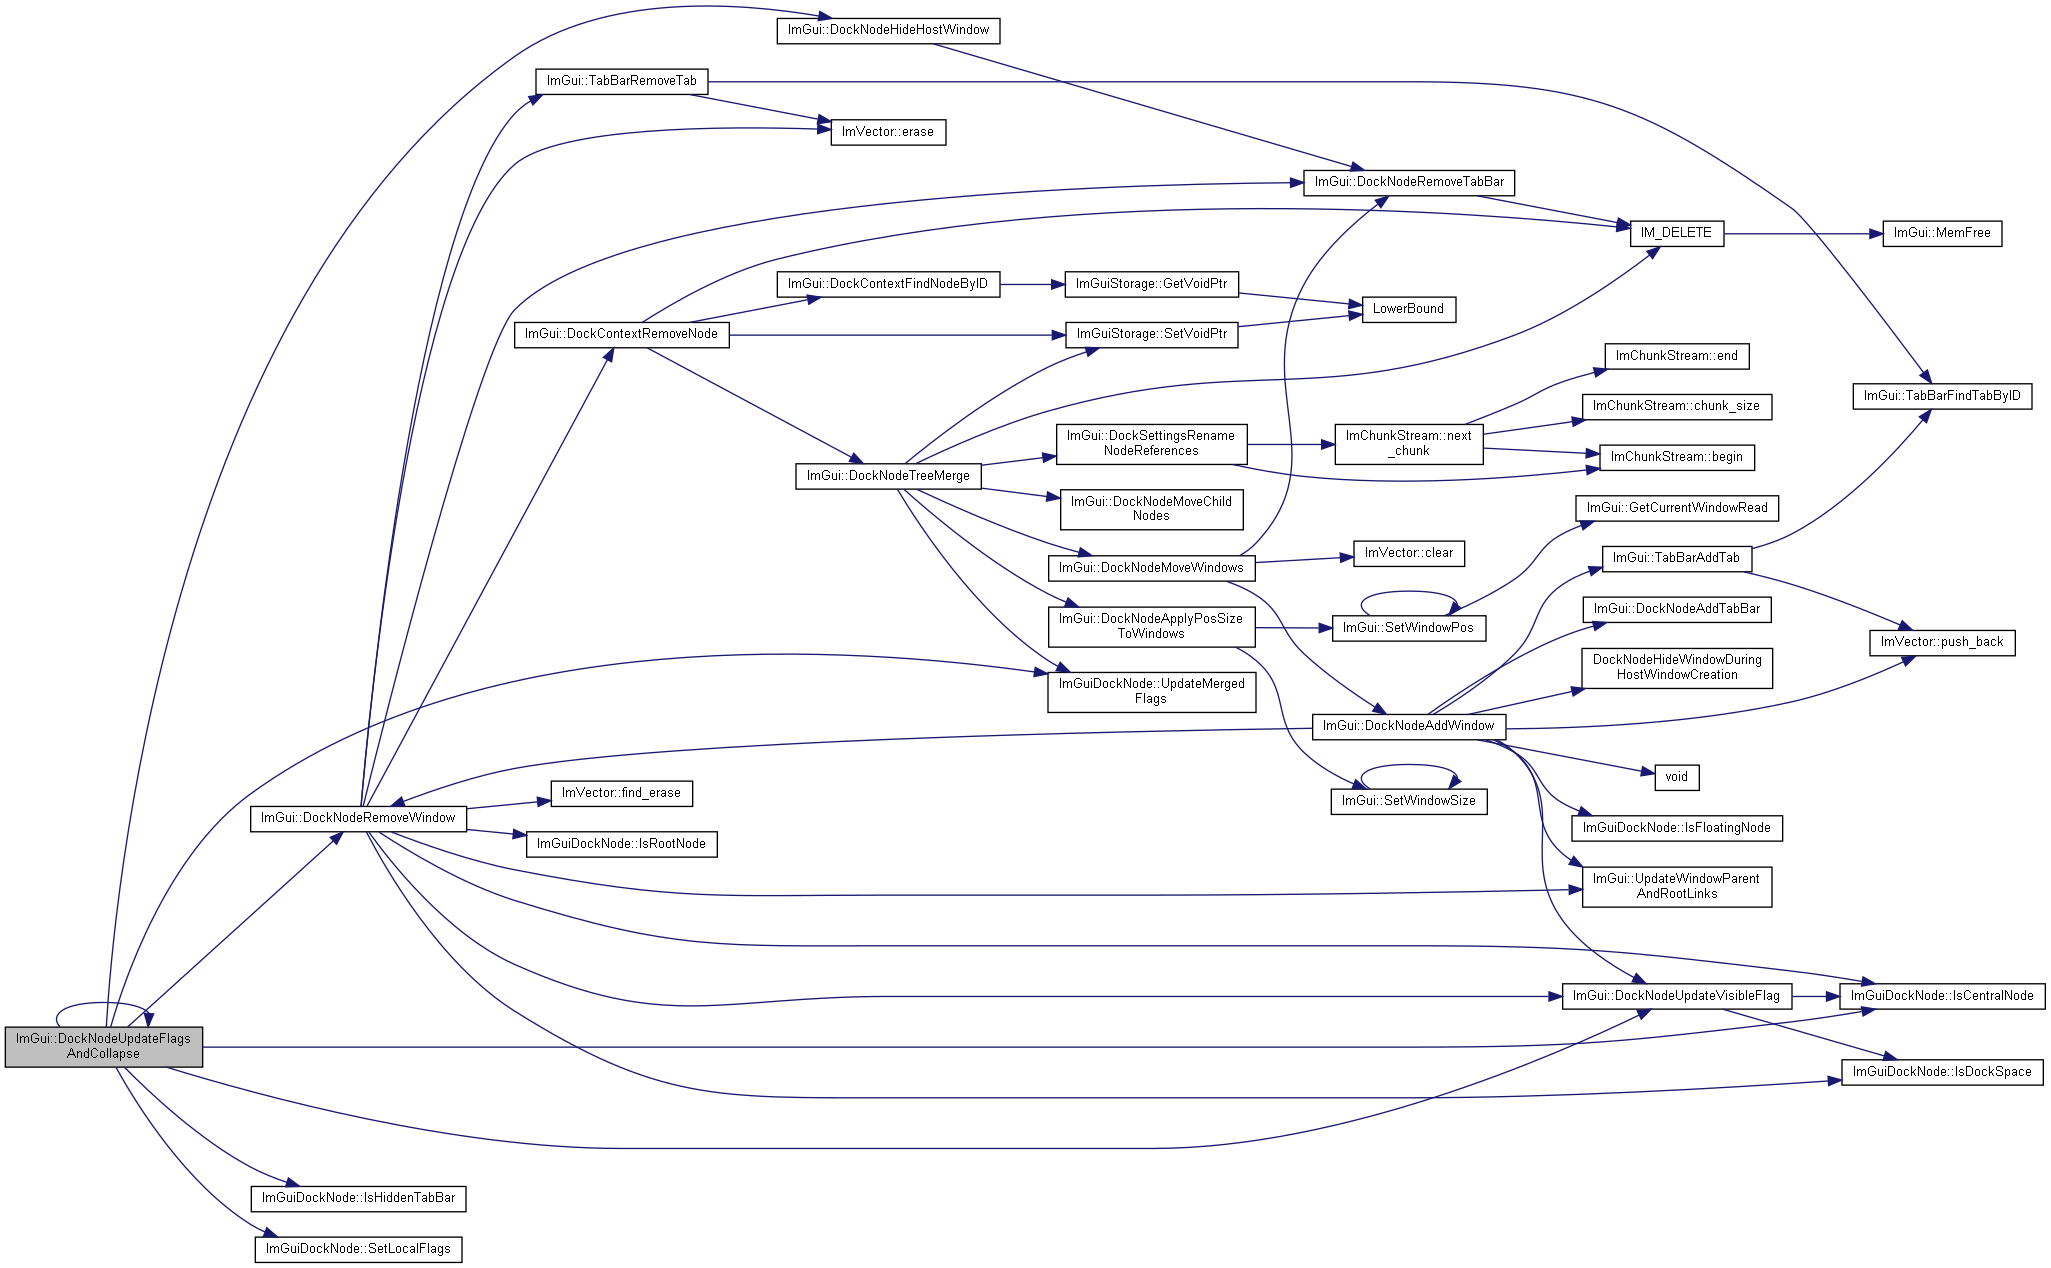 ImGui::DockNodeHideHostWindow
ImGui::TabBarRemoveTab
ImVector::erase
ImGui::DockNodeRemoveTabBar
IM_DELETE
ImGui::MemFree
ImGui::DockContextFindNodeByID
ImGuiStorage::GetVoidPtr
LowerBound
ImGui::DockContextRemoveNode
ImGuiStorage::SetVoidPtr
ImChunkStream::end
ImGui::TabBarFindTabByID
ImChunkStream::chunk_size
ImGui::DockSettingsRename
NodeReferences
ImChunkStream::next
_chunk
ImChunkStream::begin
ImGui::DockNodeTreeMerge
ImGui::DockNodeMoveChild
Nodes
ImGui::GetCurrentWindowRead
ImVector::clear
ImGui::TabBarAddTab
ImGui::DockNodeMoveWindows
ImGui::DockNodeAddTabBar
ImGui::DockNodeApplyPosSize
ToWindows
ImGui::SetWindowPos
ImVector::push_back
DockNodeHideWindowDuring
HostWindowCreation
ImGuiDockNode::UpdateMerged
Flags
ImGui::DockNodeAddWindow
void
ImVector::find_erase
ImGui::SetWindowSize
ImGui::DockNodeRemoveWindow
ImGuiDockNode::IsFloatingNode
ImGuiDockNode::IsRootNode
ImGui::UpdateWindowParent
AndRootLinks
ImGui::DockNodeUpdateVisibleFlag
ImGuiDockNode::IsCentralNode
ImGui::DockNodeUpdateFlags
AndCollapse
ImGuiDockNode::IsDockSpace
ImGuiDockNode::IsHiddenTabBar
ImGuiDockNode::SetLocalFlags